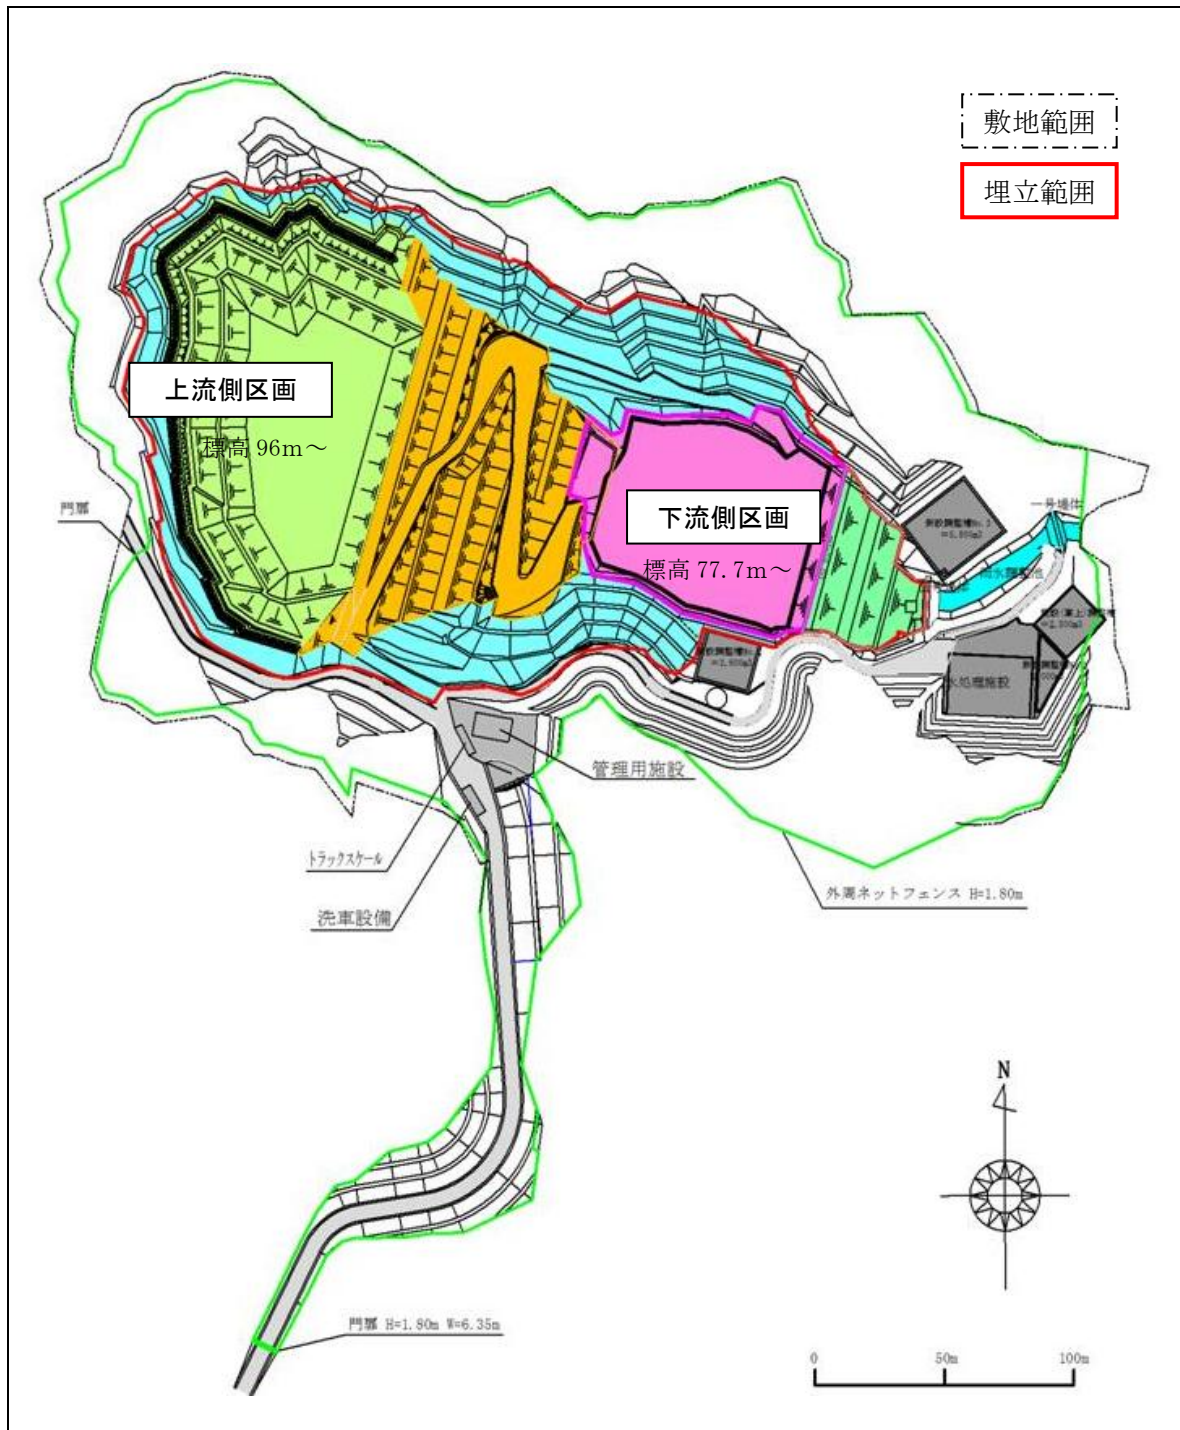 敷地範囲
埋立範囲
上流側区画
標高 96m～
門扉
下流側区画
標高 77.7m～
一号堰体
水処理施設
管理用施設
トラックスケール
洗車設備
外周ネットフェンス H=1.80m
N
門扉 H=1.80m W=6.35m
0
50m
100m